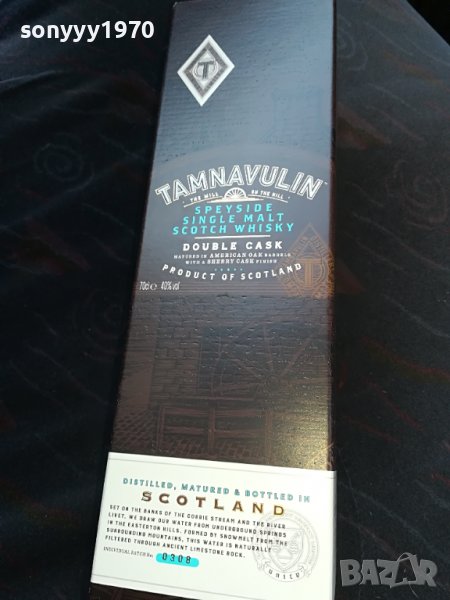 sonyyy1970
T
TAMNAVULIN
THE MILL ON THE HILL
SPEYSIDE
SINGLE MALT
SCOTCH WHISKY
DOUBLE CASK
MATURED IN AMERICAN OAK BARRELS
WITH A SHERRY CASK FINISH
PRODUCT OF SCOTLAND
70cl e 40%vol
DISTILLED, MATURED & BOTTLED IN
SCOTLAND
SET ON THE BANKS OF THE CORRIE STREAM AND THE RIVER
LIVET, WE DRAW OUR WATER FROM UNDERGROUND SPRINGS
IN THE EASTERTON HILLS. FORMED BY SNOWMELT FROM THE
SURROUNDING MOUNTAINS, THIS WATER IS NATURALLY
FILTERED THROUGH ANCIENT LIMESTONE ROCK.
INDIVIDUAL BATCH No. 0308
BAZAR.BG